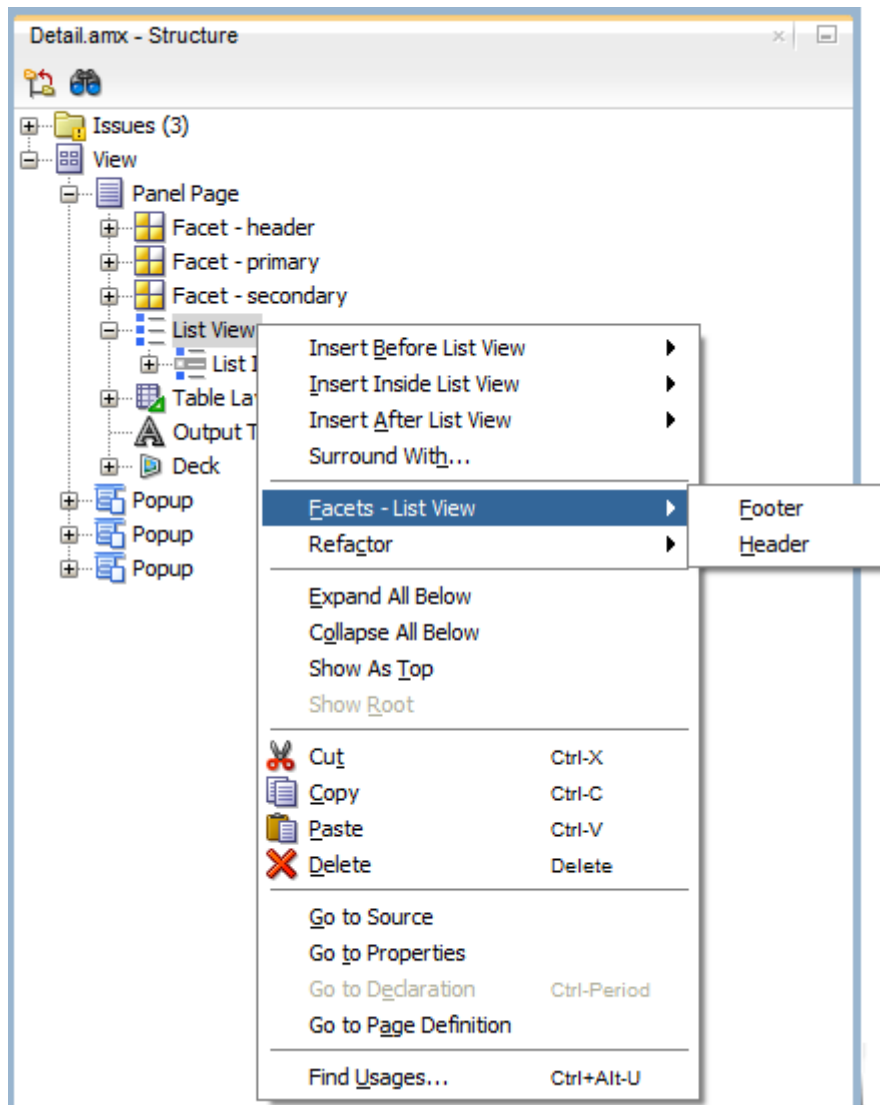 Detail.amx - Structure
Issues (3)
View
Panel Page
Facet - header
Facet - primary
Facet - secondary
List View
List
Table
Output
Deck
Popup
Popup
Popup
Insert Before List View
Insert Inside List View
Insert After List View
Surround With...
Facets - List View
Refactor
Footer
Header
Expand All Below
Collapse All Below
Show As Top
Show Root
Cut Ctrl-X
Copy Ctrl-C
Paste Ctrl-V
Delete Delete
Go to Source
Go to Properties
Go to Declaration Ctrl-Period
Go to Page Definition
Find Usages... Ctrl+Alt-U